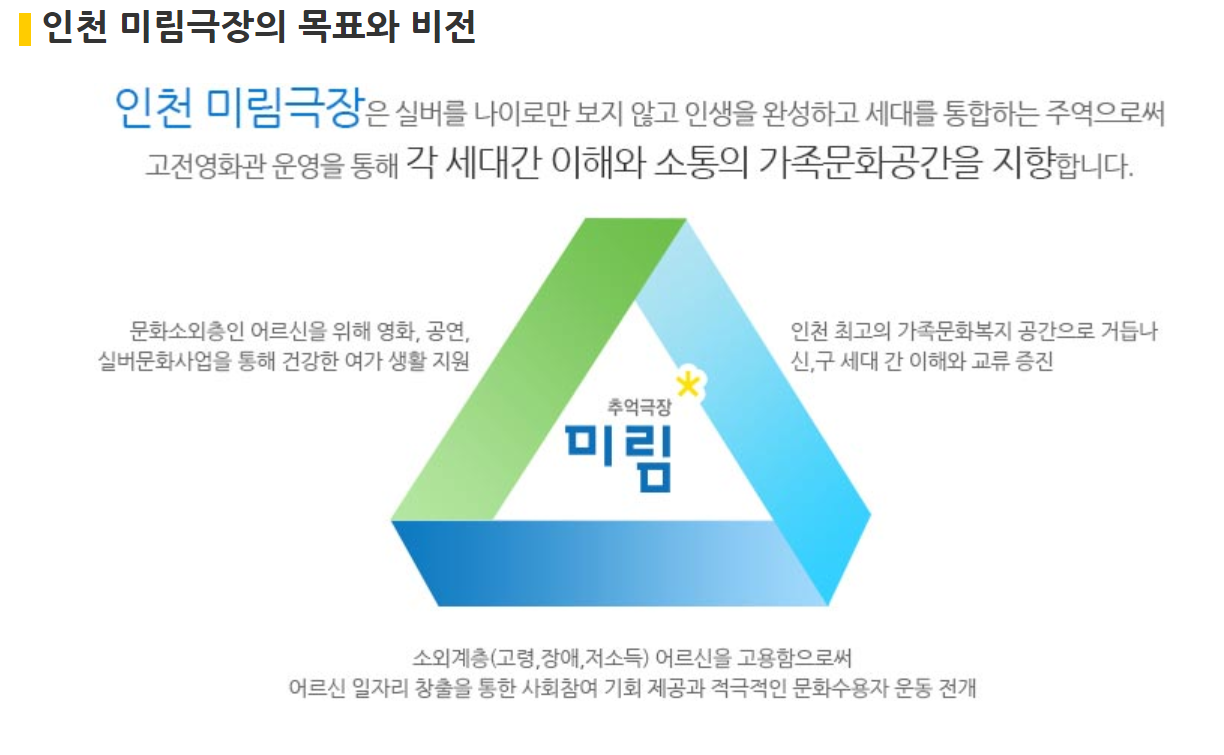 인천 미림극장의 목표와 비전
인천 미림극장은 실버를 나이로만 보지 않고 인생을 완성하고 세대를 통합하는 주역으로써
고전영화관 운영을 통해 각 세대간 이해와 소통의 가족문화공간을 지향합니다.
문화소외층인 어르신을 위해 영화, 공연,
실버문화사업을 통해 건강한 여가 생활 지원
인천 최고의 가족문화복지 공간으로 거듭나
신,구 세대 간 이해와 교류 증진
추억극장
미림
소외계층(고령,장애,저소득) 어르신을 고용함으로써
어르신 일자리 창출을 통한 사회참여 기회 제공과 적극적인 문화수용자 운동 전개